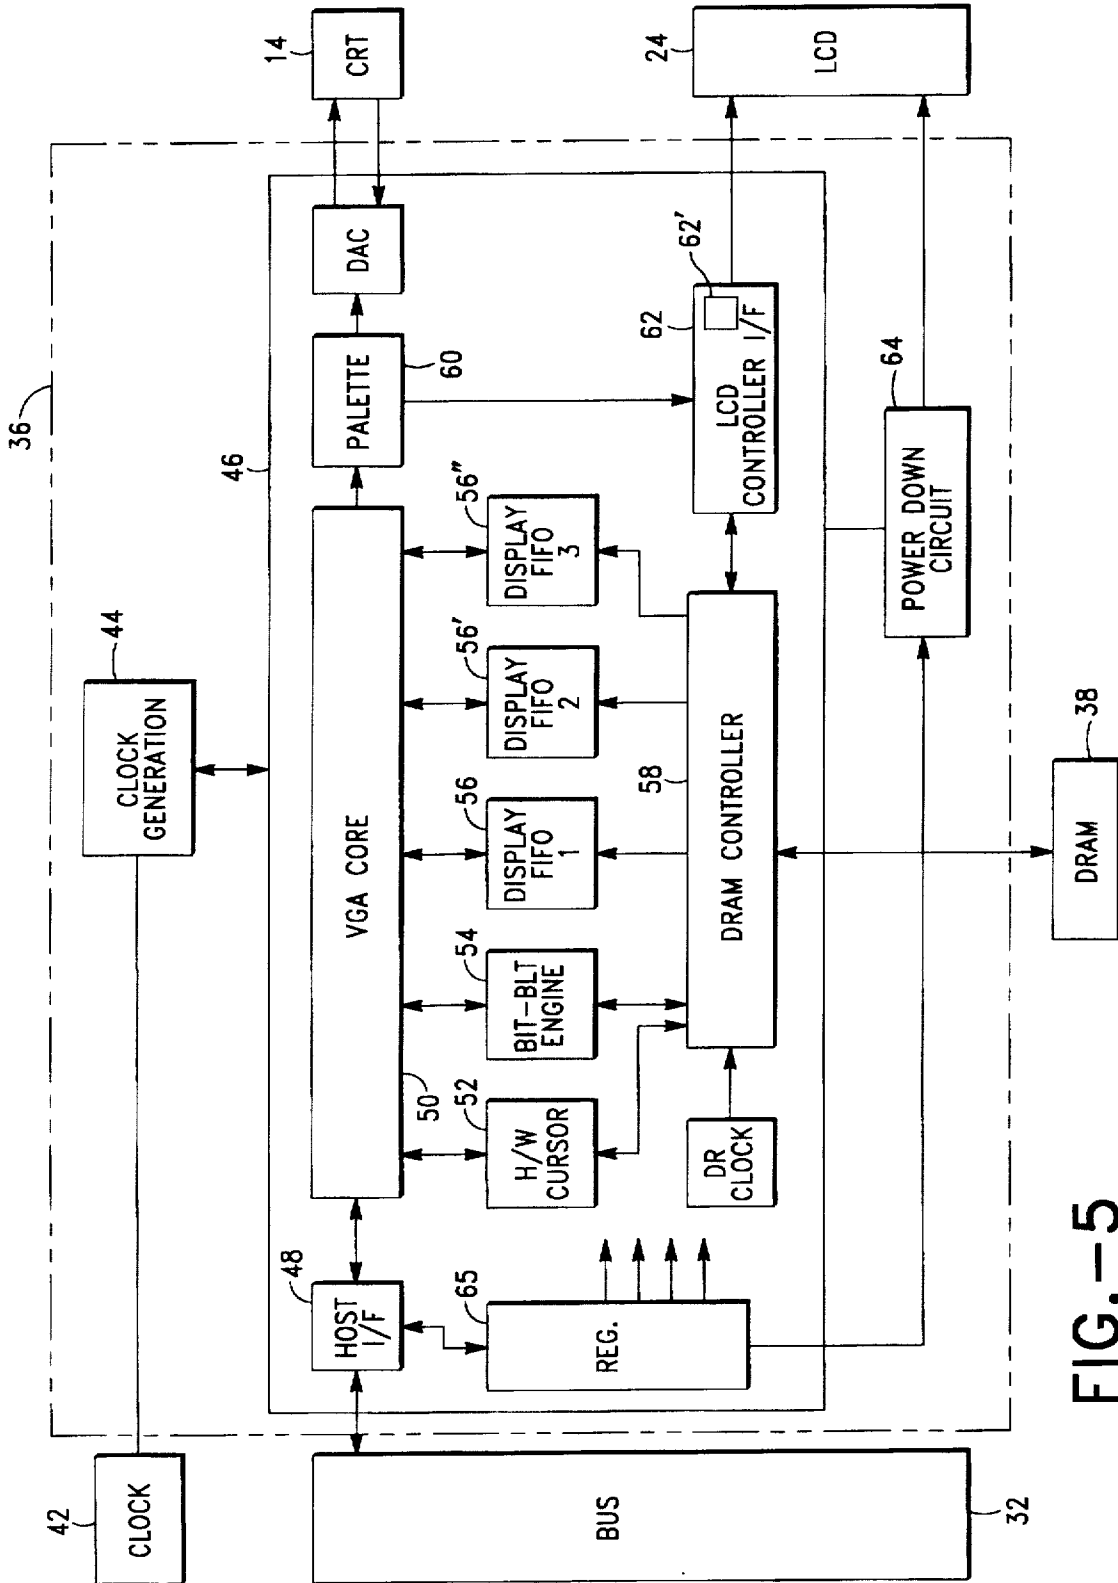 36
42
CLOCK
44
CLOCK
GENERATION
46
14
CRT
DAC
PALETTE
60
VGA CORE
50
48
HOST
I/F
65
REG.
52
H/W
CURSOR
54
BIT-BLT
ENGINE
56
DISPLAY
FIFO
1
56'
DISPLAY
FIFO
2
56"
DISPLAY
FIFO
3
62
62'
LCD
CONTROLLER I/F
24
LCD
DR
CLOCK
58
DRAM CONTROLLER
64
POWER DOWN
CIRCUIT
BUS
32
38
DRAM
FIG.-5